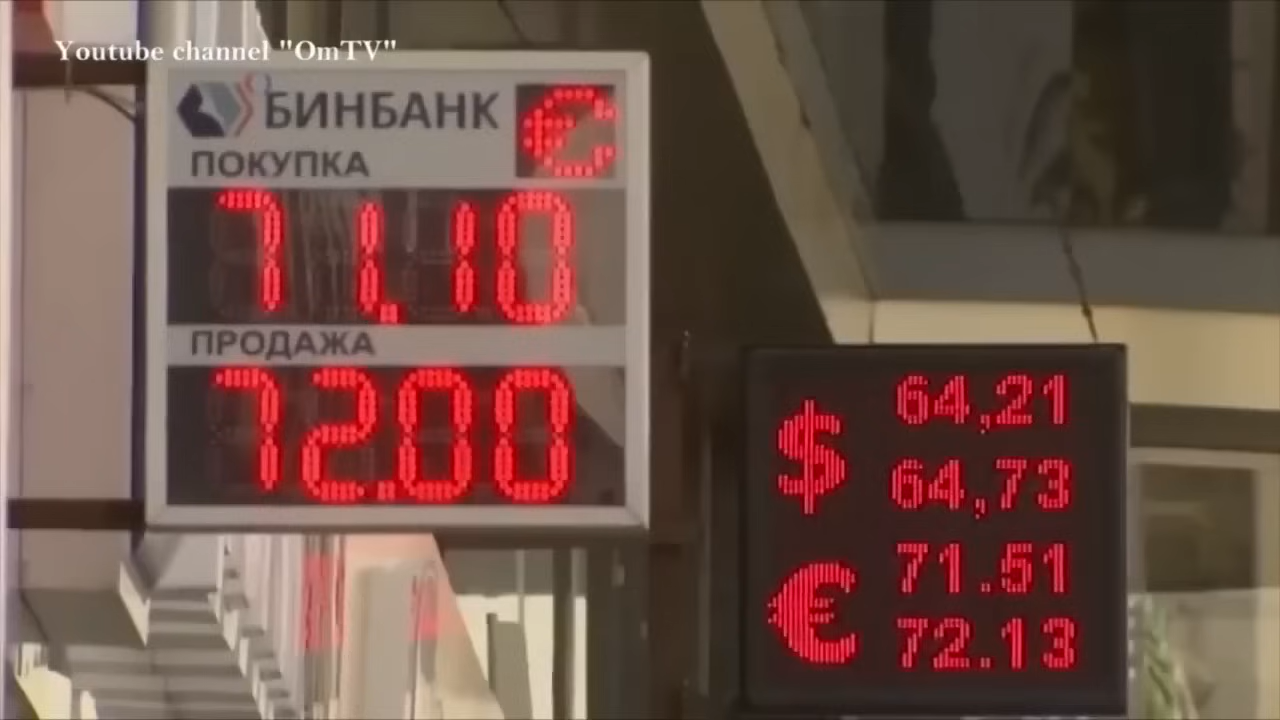 Youtube channel "OmTV"
БИНБАНК €
ПОКУПКА
71.10
ПРОДАЖА
72.00
$ 64,21
64,73
€ 71.51
72.13